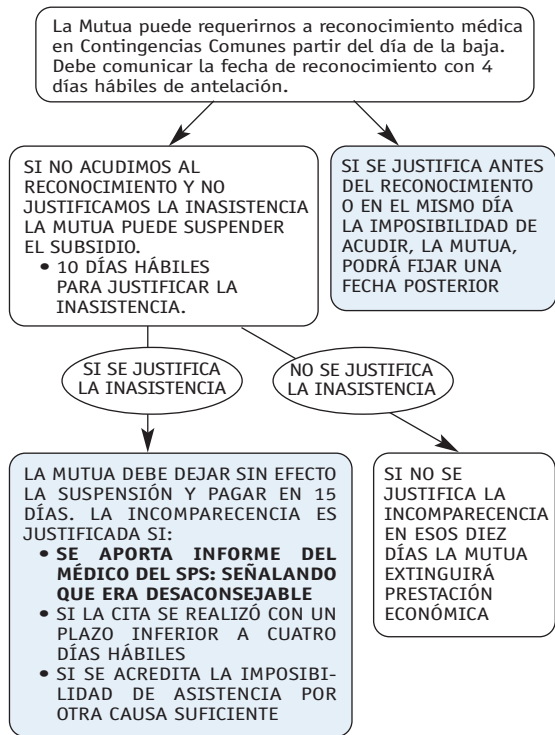 La Mutua puede requerirnos a reconocimiento médica
en Contingencias Comunes partir del día de la baja.
Debe comunicar la fecha de reconocimiento con 4
días hábiles de antelación.
SI NO ACUDIMOS AL
RECONOCIMIENTO Y NO
JUSTIFICAMOS LA INASISTENCIA
LA MUTUA PUEDE SUSPENDER
EL SUBSIDIO.
• 10 DÍAS HÁBILES
PARA JUSTIFICAR LA
INASISTENCIA.
SI SE JUSTIFICA ANTES
DEL RECONOCIMIENTO
O EN EL MISMO DÍA
LA IMPOSIBILIDAD DE
ACUDIR, LA MUTUA,
PODRÁ FIJAR UNA
FECHA POSTERIOR
SI SE JUSTIFICA
LA INASISTENCIA
NO SE JUSTIFICA
LA INASISTENCIA
LA MUTUA DEBE DEJAR SIN EFECTO
LA SUSPENSIÓN Y PAGAR EN 15
DÍAS. LA INCOMPARECENCIA ES
JUSTIFICADA SI:
• SE APORTA INFORME DEL
MÉDICO DEL SPS: SEÑALANDO
QUE ERA DESACONSEJABLE
• SI LA CITA SE REALIZÓ CON UN
PLAZO INFERIOR A CUATRO
DÍAS HÁBILES
• SI SE ACREDITA LA IMPOSIBI-
LIDAD DE ASISTENCIA POR
OTRA CAUSA SUFICIENTE
SI NO SE
JUSTIFICA LA
INCOMPARECENCIA
EN ESOS DIEZ
DÍAS LA MUTUA
EXTINGUIRÁ
PRESTACIÓN
ECONÓMICA